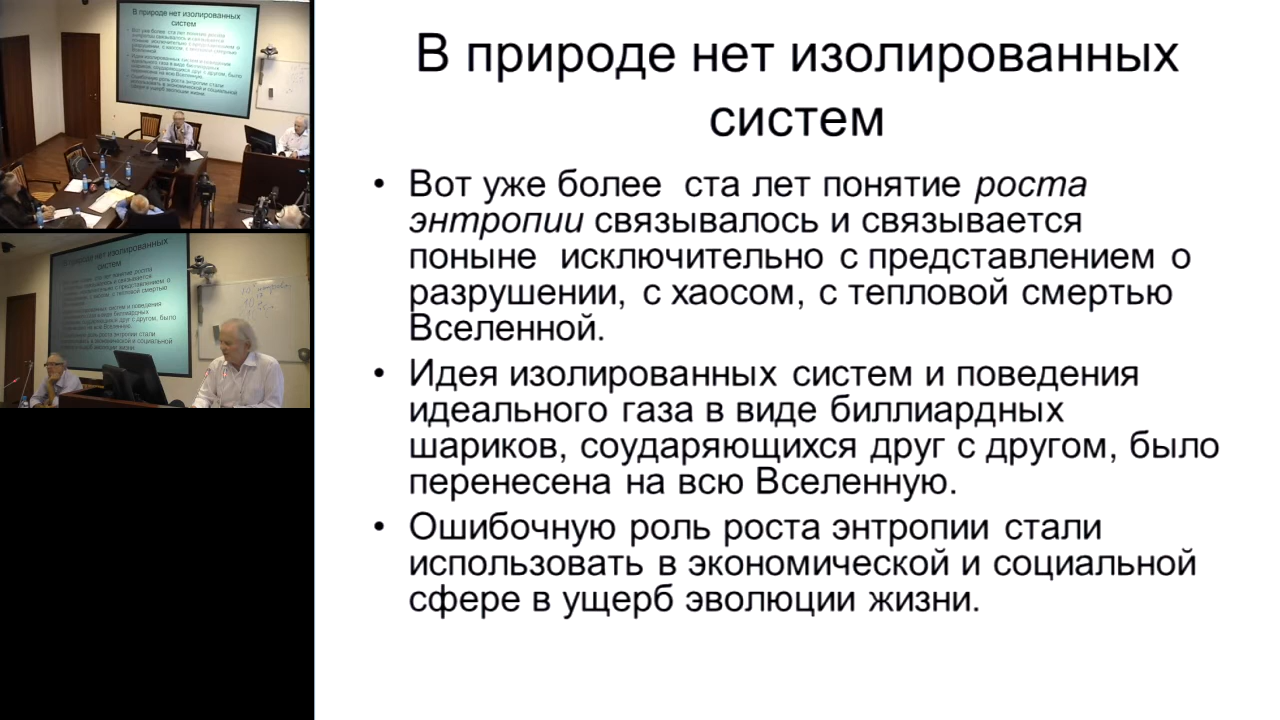 В природе нет изолированных
систем
• Вот уже более  ста лет понятие роста
энтропии связывалось и связывается
поныне  исключительно с представлением о
разрушении, с хаосом, с тепловой смертью
Вселенной.
• Идея изолированных систем и поведения
идеального газа в виде биллиардных
шариков, соударяющихся друг с другом, было
перенесена на всю Вселенную.
• Ошибочную роль роста энтропии стали
использовать в экономической и социальной
сфере в ущерб эволюции жизни.